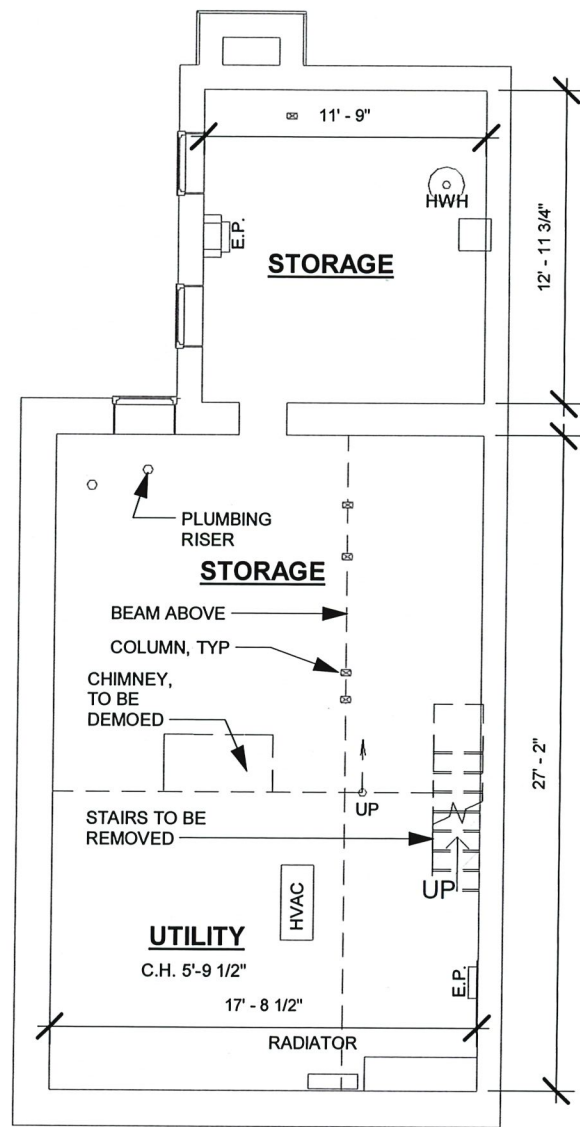 11' - 9"
HWH
E.P.
STORAGE
12' - 11 3/4"
PLUMBING
RISER
STORAGE
BEAM ABOVE
COLUMN, TYP
CHIMNEY,
TO BE
DEMOED
27' - 2"
UP
STAIRS TO BE
REMOVED
UP
HVAC
UTILITY
C.H. 5'-9 1/2"
E.P.
17' - 8 1/2"
RADIATOR